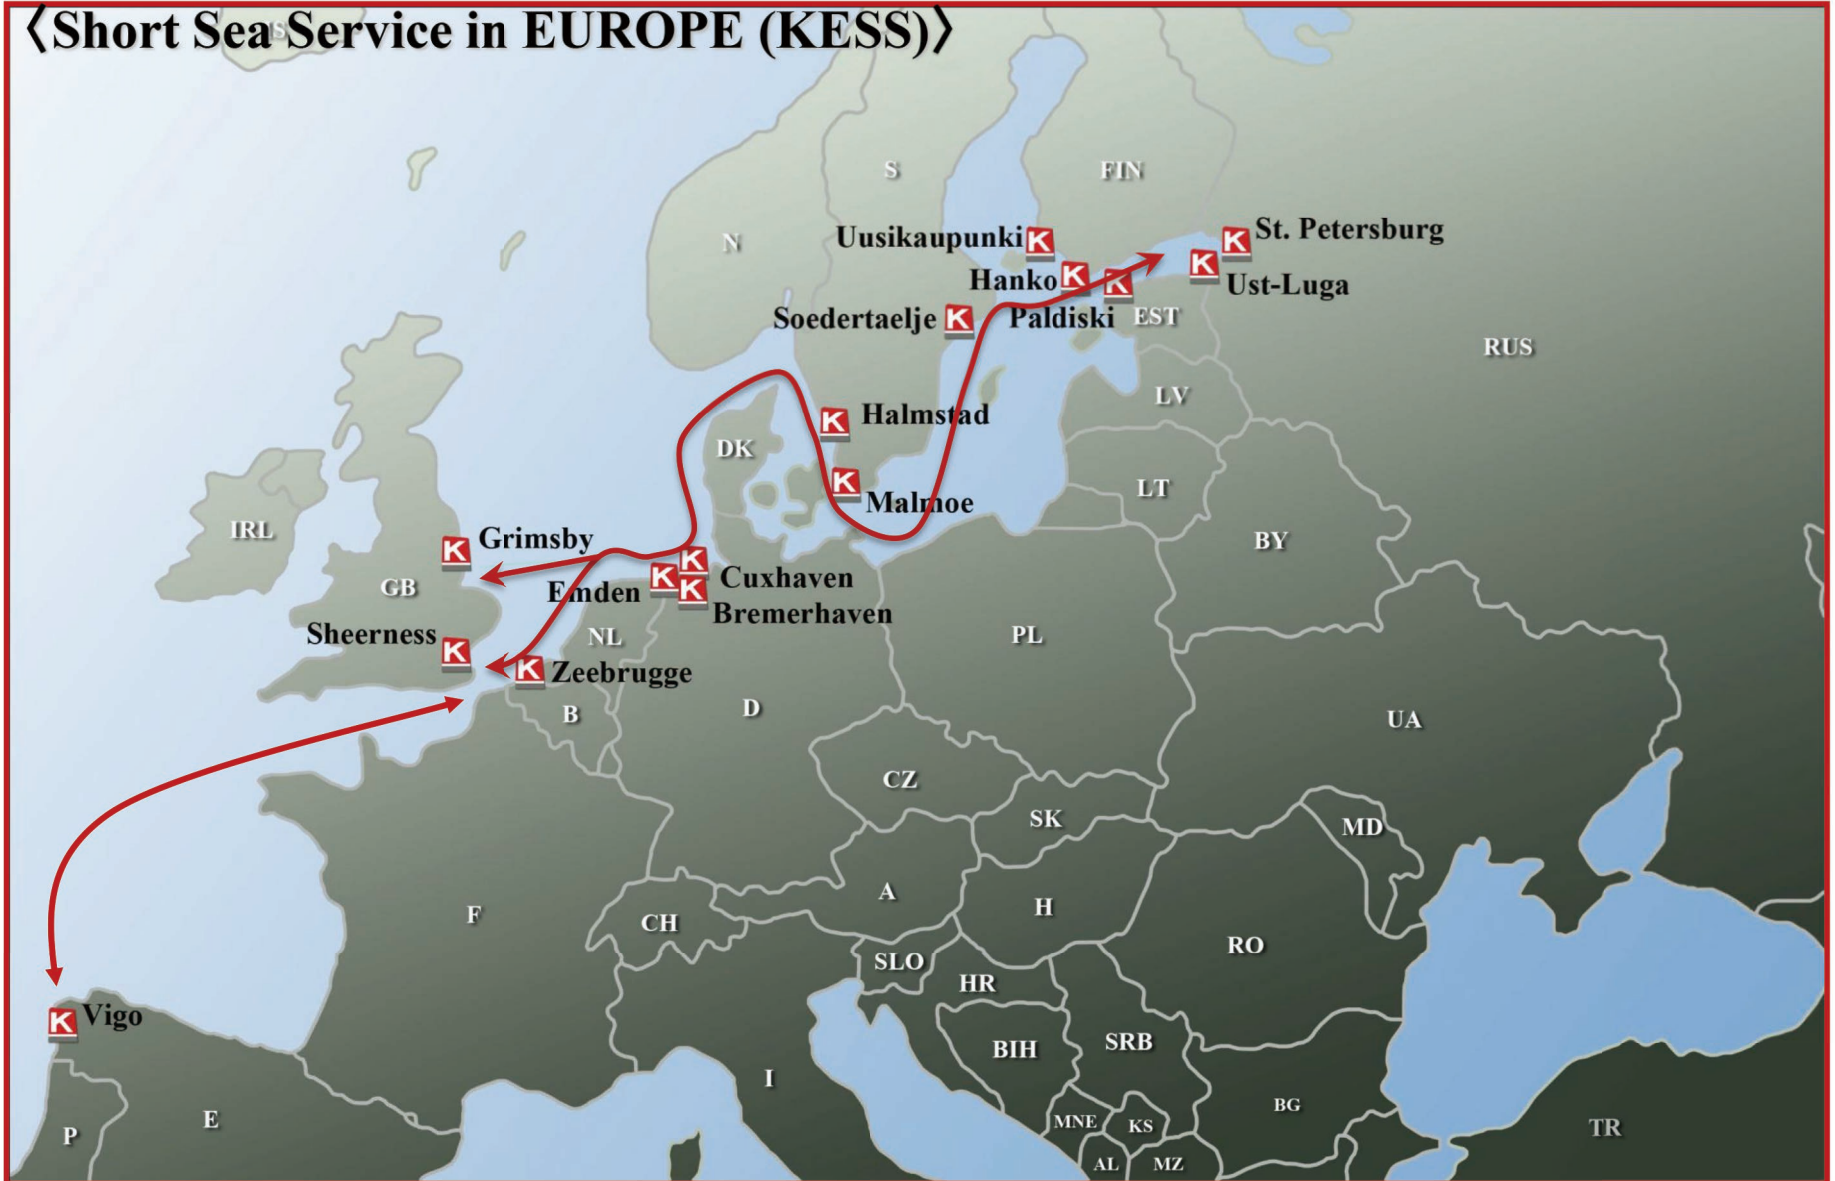 〈Short Sea Service in EUROPE (KESS)〉
IS
S
FIN
N
Uusikaupunki
K
K
St. Petersburg
Hanko
K
K
K
Ust-Luga
Soedertaelje
K
Paldiski
EST
RUS
LV
K
Halmstad
DK
K
Malmoe
LT
IRL
K
Grimsby
BY
GB
Emden
K
K
K
Cuxhaven
Bremerhaven
Sheerness
K
NL
PL
K
Zeebrugge
B
D
UA
CZ
SK
MD
A
H
F
CH
RO
SLO
HR
K
Vigo
BIH
SRB
I
P
E
MNE
KS
BG
TR
AL
MZ